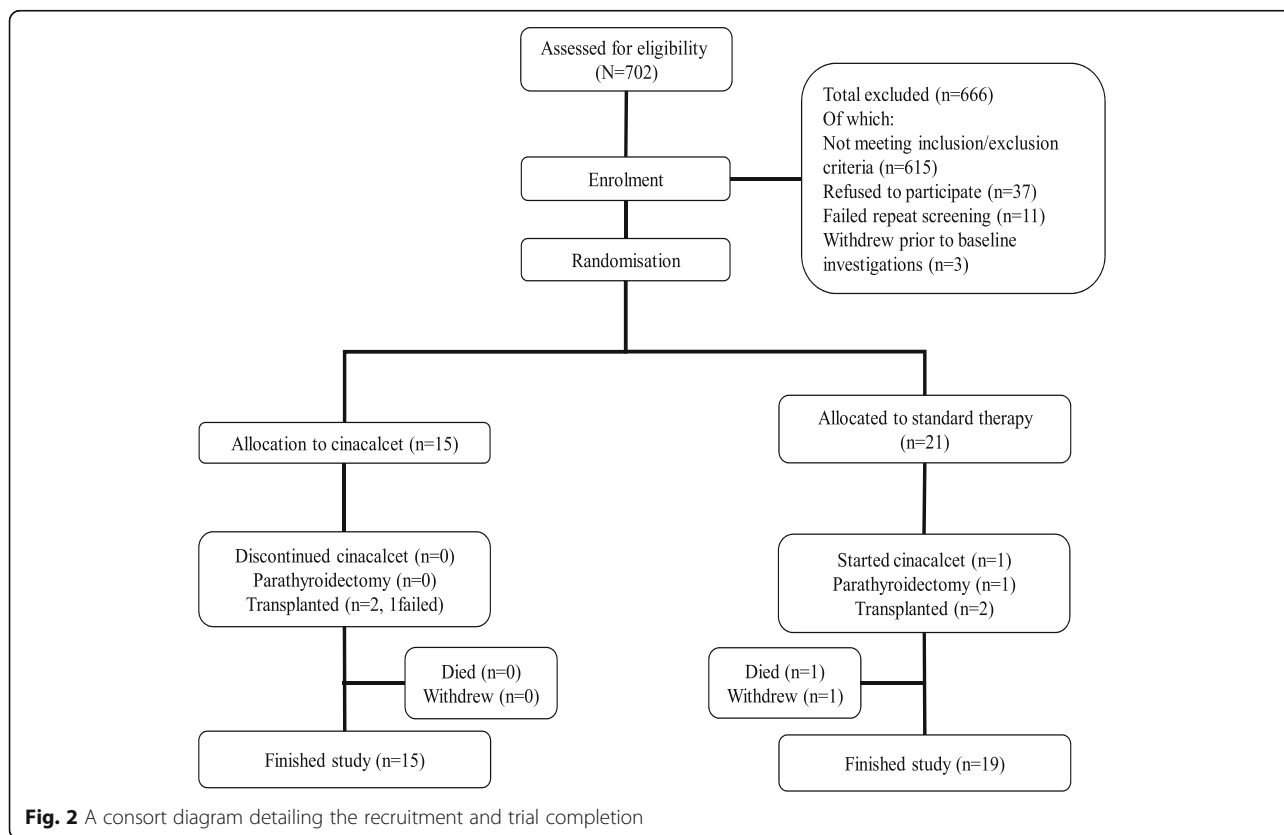 Assessed for eligibility
(N=702)
Total excluded (n=666)
Of which:
Not meeting inclusion/exclusion
criteria (n=615)
Refused to participate (n=37)
Failed repeat screening (n=11)
Withdrew prior to baseline
investigations (n=3)
Enrolment
Randomisation
Allocation to cinacalcet (n=15)
Allocated to standard therapy
(n=21)
Discontinued cinacalcet (n=0)
Parathyroidectomy (n=0)
Transplanted (n=2, 1failed)
Started cinacalcet (n=1)
Parathyroidectomy (n=1)
Transplanted (n=2)
Died (n=0)
Withdrew (n=0)
Died (n=1)
Withdrew (n=1)
Finished study (n=15)
Finished study (n=19)
Fig. 2 A consort diagram detailing the recruitment and trial completion